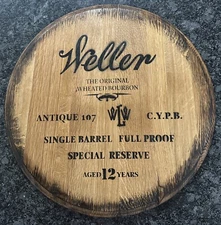 Weller
THE ORIGINAL
WHEATED BOURBON
ANTIQUE 107 W C.Y.P.B.
SINGLE BARREL FULL PROOF
SPECIAL RESERVE
AGED 12 YEARS